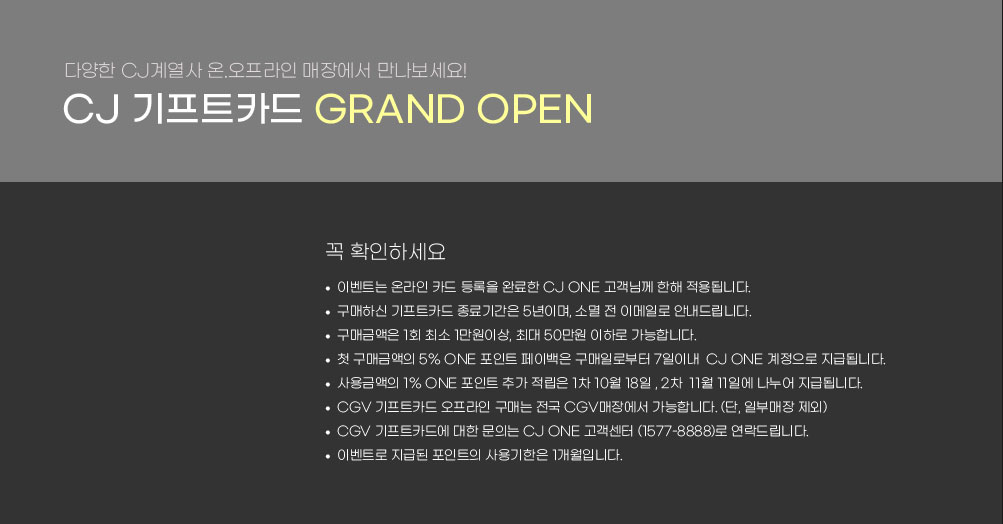 다양한 CJ계열사 온.오프라인 매장에서 만나보세요!
CJ 기프트카드 GRAND OPEN
꼭 확인하세요
• 이벤트는 온라인 카드 등록을 완료한 CJ ONE 고객님께 한해 적용됩니다.
• 구매하신 기프트카드 종료기간은 5년이며, 소멸 전 이메일로 안내드립니다.
• 구매금액은 1회 최소 1만원이상, 최대 50만원 이하로 가능합니다.
• 첫 구매금액의 5% ONE 포인트 페이백은 구매일로부터 7일이내 CJ ONE 계정으로 지급됩니다.
• 사용금액의 1% ONE 포인트 추가 적립은 1차 10월 18일 , 2차 11월 11일에 나누어 지급됩니다.
• CGV 기프트카드 오프라인 구매는 전국 CGV매장에서 가능합니다. (단, 일부매장 제외)
• CGV 기프트카드에 대한 문의는 CJ ONE 고객센터 (1577-8888)로 연락드립니다.
• 이벤트로 지급된 포인트의 사용기한은 1개월입니다.